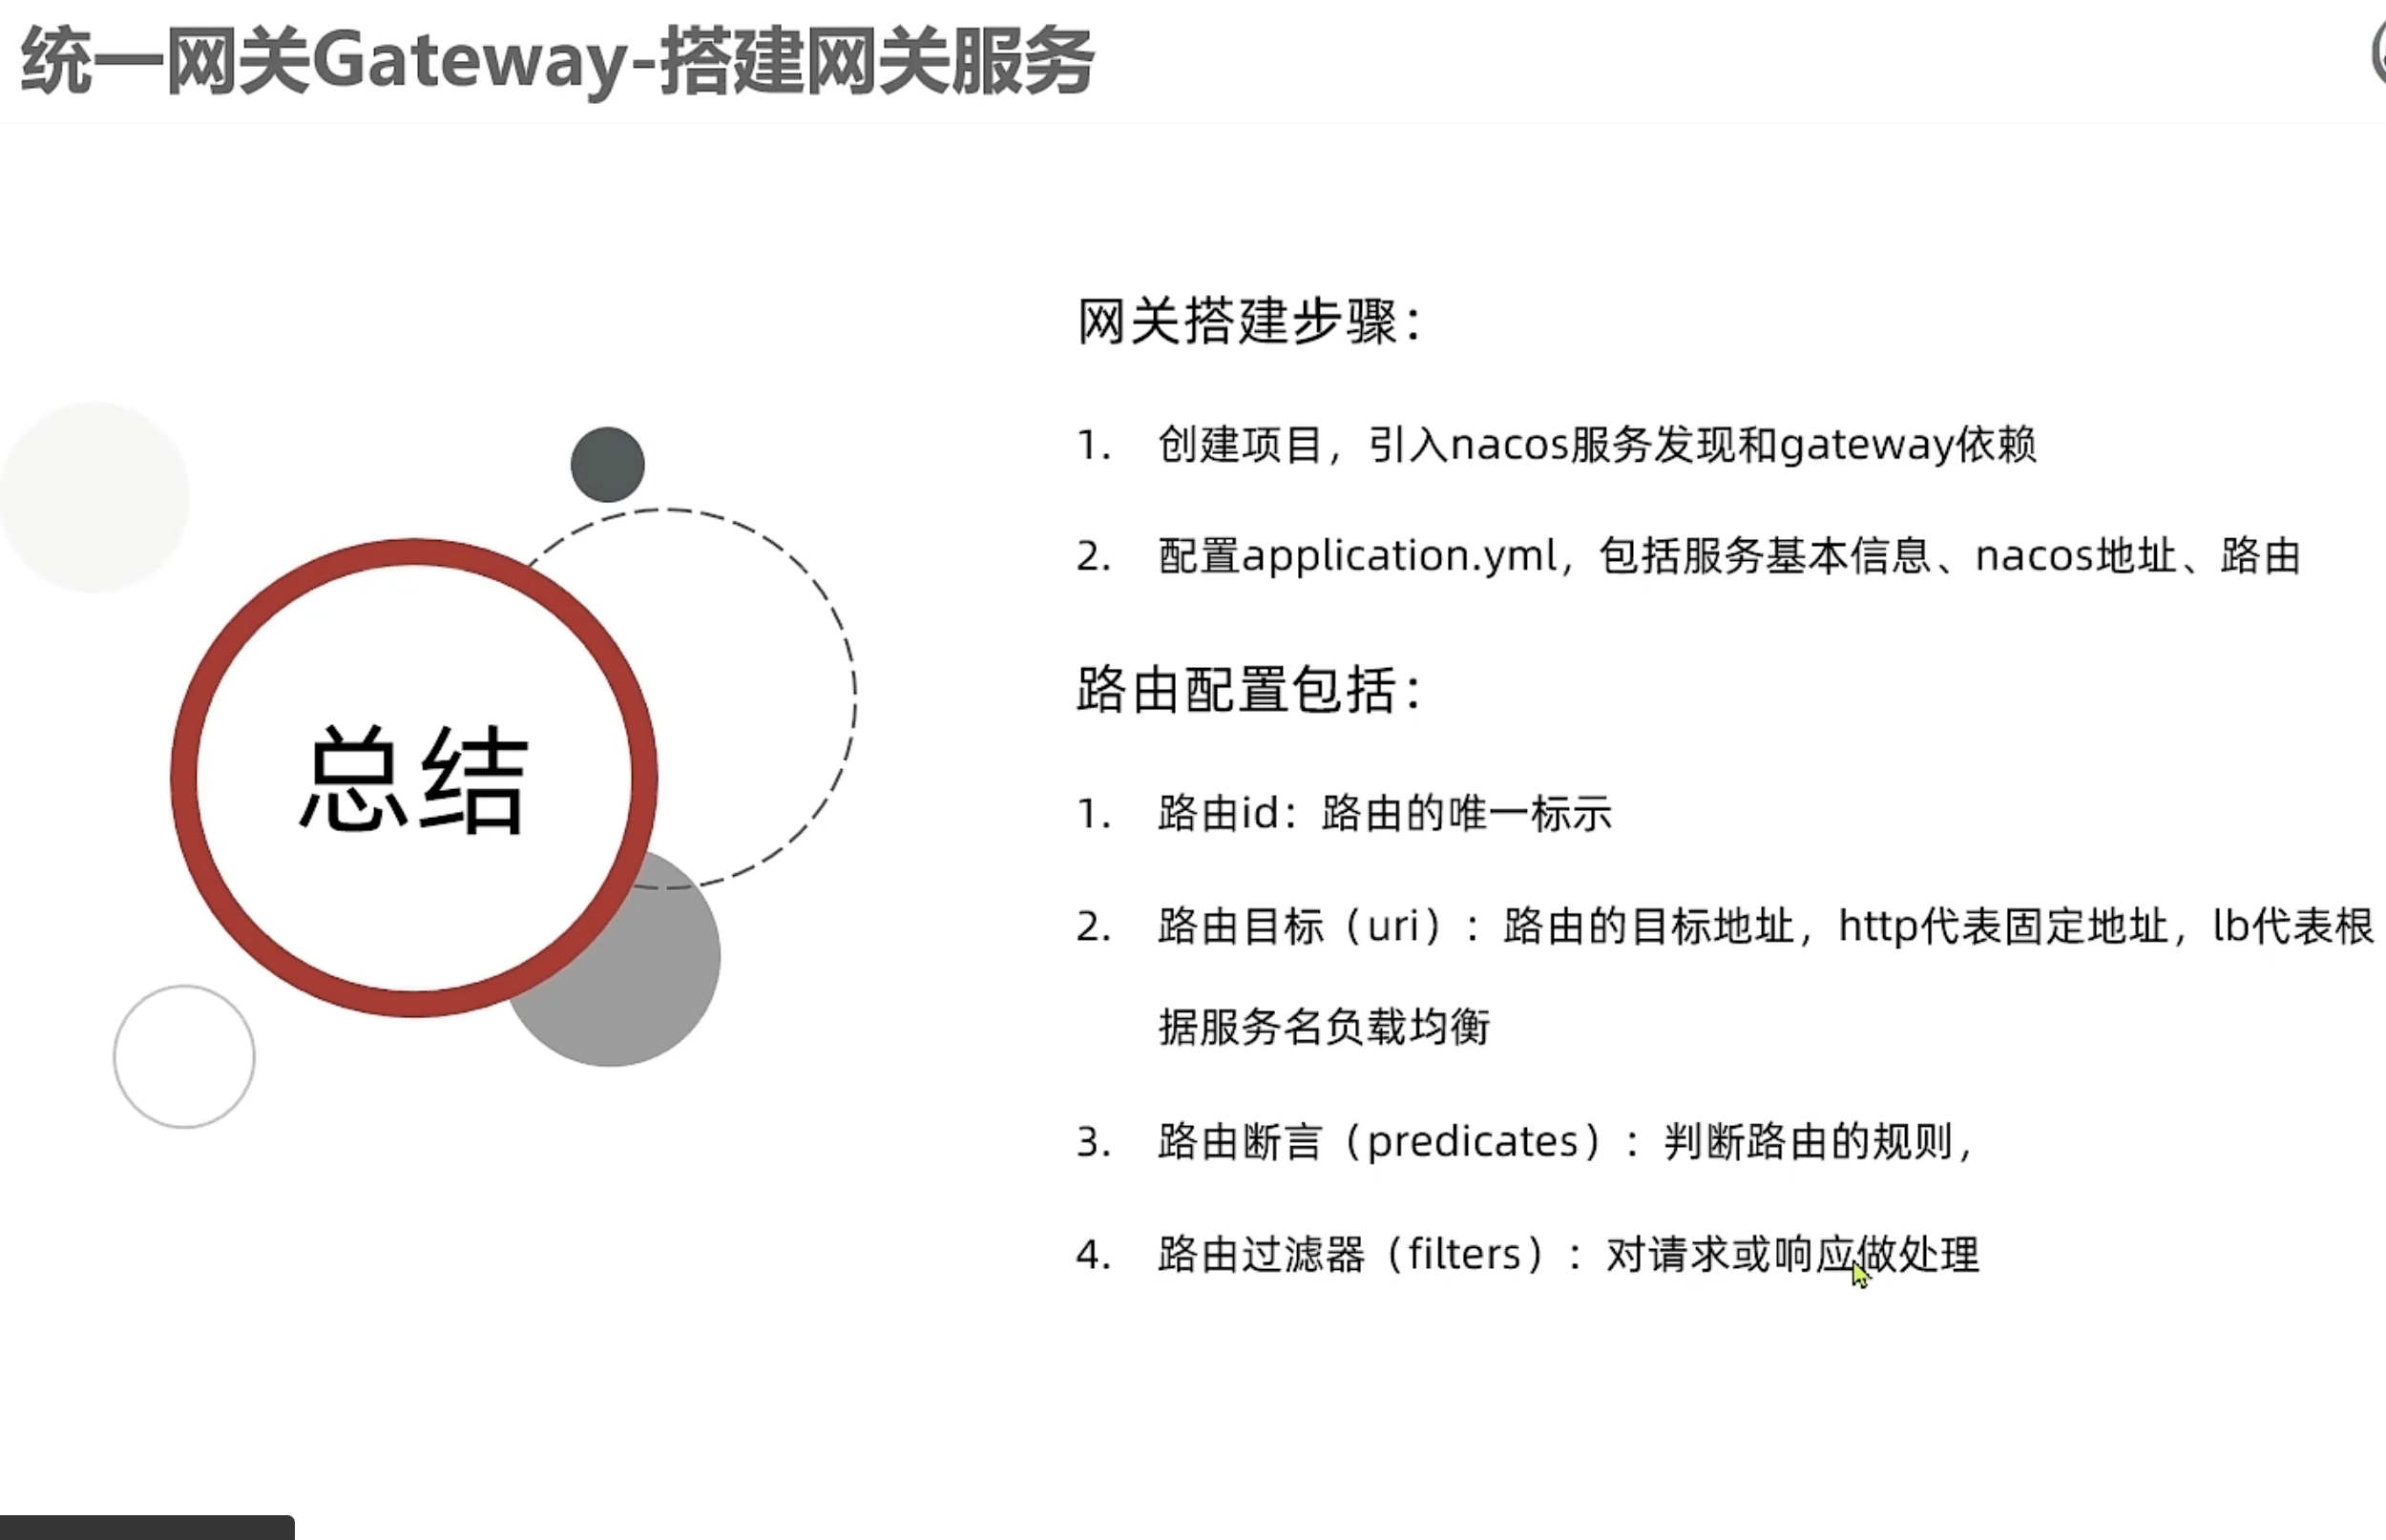 统一网关Gateway-搭建网关服务
总结
网关搭建步骤：
1. 创建项目，引入nacos服务发现和gateway依赖
2. 配置application.yml，包括服务基本信息、nacos地址、路由
路由配置包括：
1. 路由id：路由的唯一标示
2. 路由目标（uri）：路由的目标地址，http代表固定地址，lb代表根
据服务名负载均衡
3. 路由断言（predicates）：判断路由的规则，
4. 路由过滤器（filters）：对请求或响应做处理